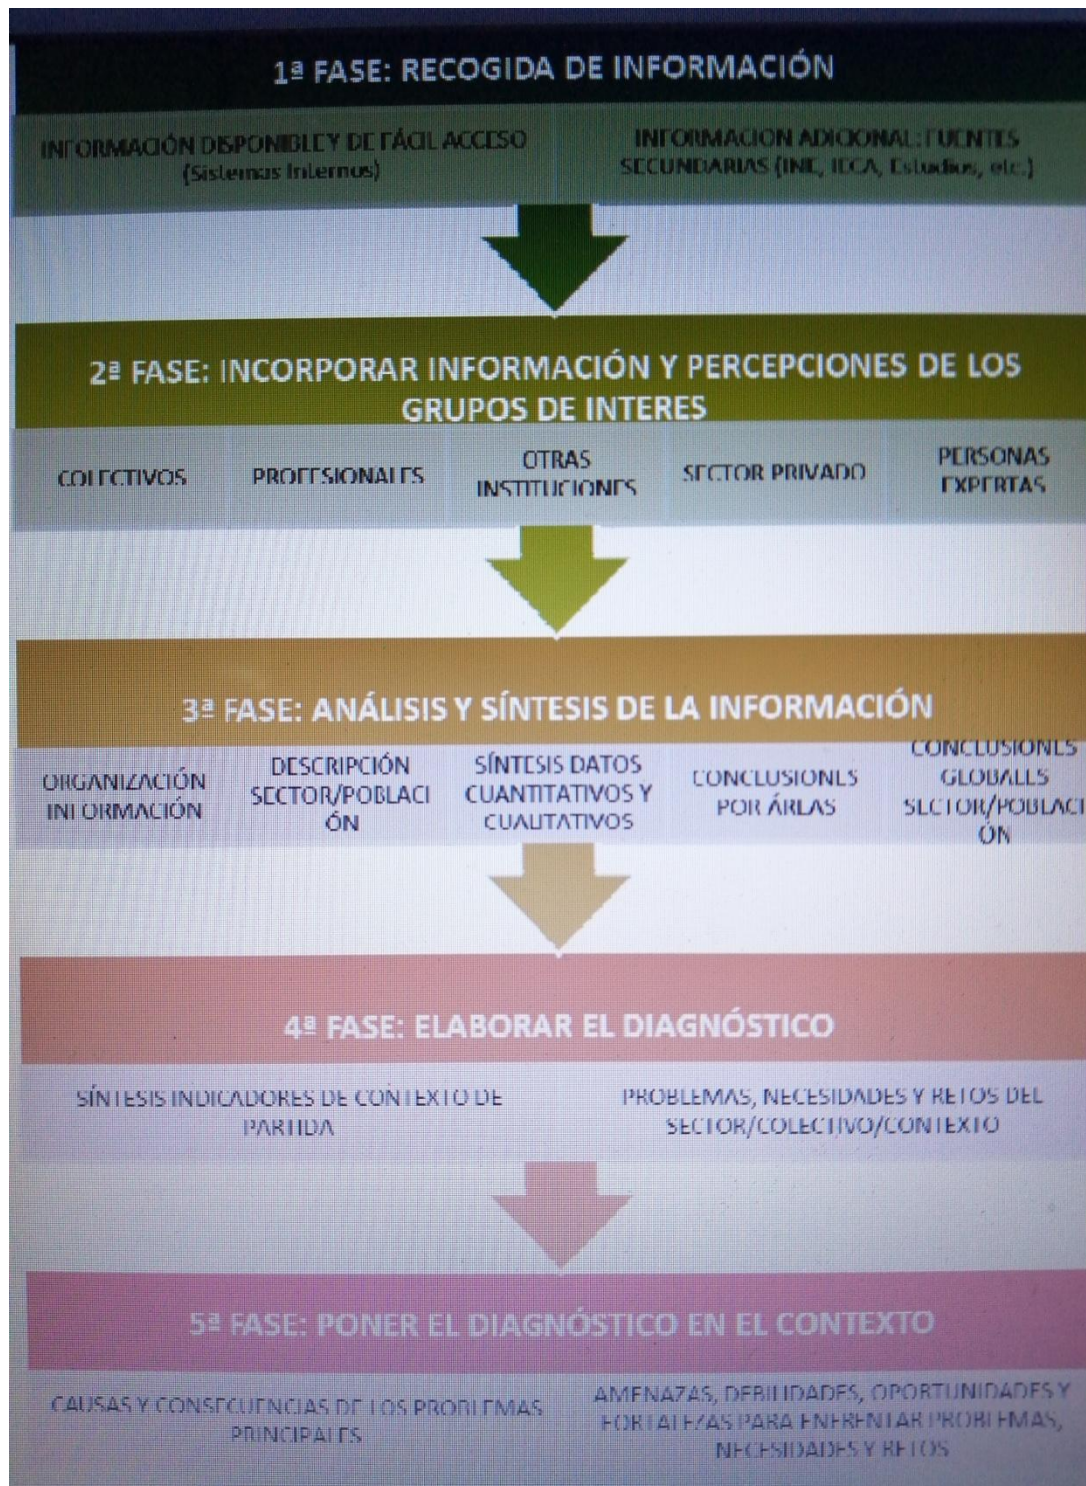 1ª FASE: RECOGIDA DE INFORMACIÓN
INFORMACIÓN DISPONIBLE Y DE FÁCIL ACCESO
(Sistemas Internos)
INFORMACION ADICIONAL: FUENTES
SECUNDARIAS (INE, IECA, Estudios, etc.)
2ª FASE: INCORPORAR INFORMACIÓN Y PERCEPCIONES DE LOS
GRUPOS DE INTERES
COLECTIVOS
PROFESIONALES
OTRAS
INSTITUCIONES
SECTOR PRIVADO
PERSONAS
EXPERTAS
3ª FASE: ANÁLISIS Y SÍNTESIS DE LA INFORMACIÓN
ORGANIZACIÓN
INFORMACIÓN
DESCRIPCIÓN
SECTOR/POBLACI
ÓN
SÍNTESIS DATOS
CUANTITATIVOS Y
CUALITATIVOS
CONCLUSIONES
POR ÁREAS
CONCLUSIONES
GLOBALES
SECTOR/POBLACI
ÓN
4ª FASE: ELABORAR EL DIAGNÓSTICO
SÍNTESIS INDICADORES DE CONTEXTO DE
PARTIDA
PROBLEMAS, NECESIDADES Y RETOS DEL
SECTOR/COLECTIVO/CONTEXTO
5ª FASE: PONER EL DIAGNÓSTICO EN EL CONTEXTO
CAUSAS Y CONSECUENCIAS DE LOS PROBLEMAS
PRINCIPALES
AMENAZAS, DEBILIDADES, OPORTUNIDADES Y
FORTALEZAS PARA ENFRENTAR PROBLEMAS,
NECESIDADES Y RETOS